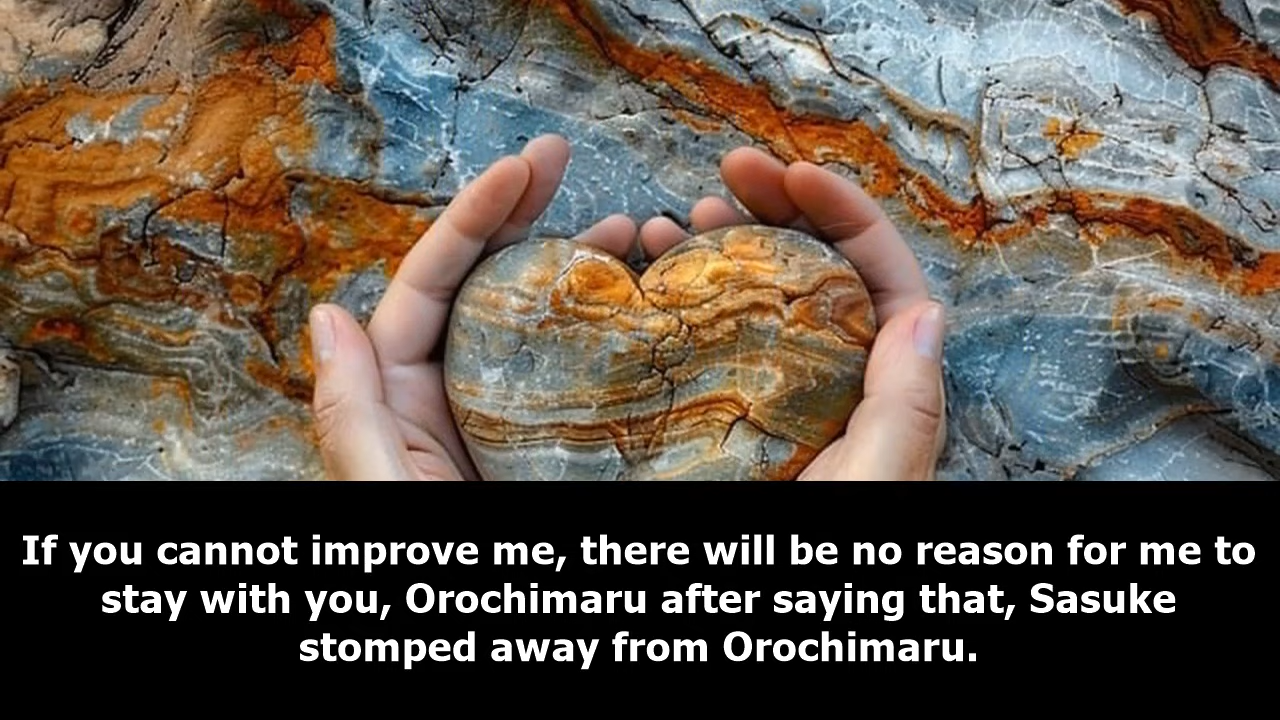 If you cannot improve me, there will be no reason for me to
stay with you, Orochimaru after saying that, Sasuke
stomped away from Orochimaru.